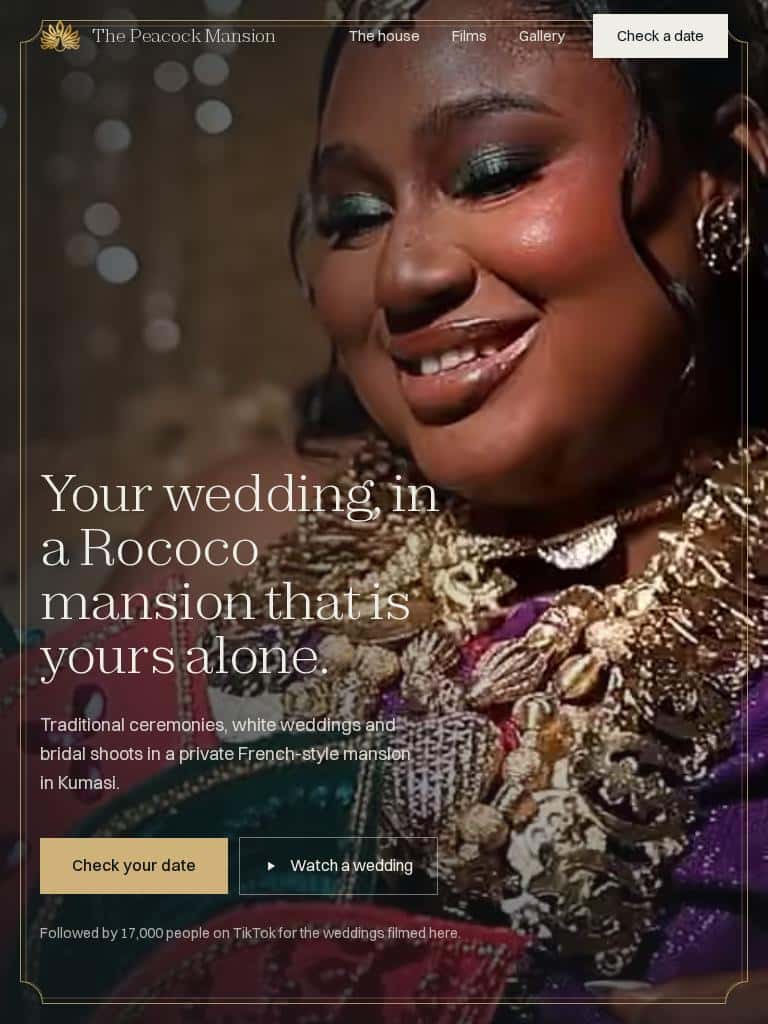 The Peacock Mansion
The house
Films
Gallery
Check a date
Your wedding, in
a Rococo
mansion that is
yours alone.
Traditional ceremonies, white weddings and
bridal shoots in a private French-style mansion
in Kumasi.
Check your date
Watch a wedding
Followed by 17,000 people on TikTok for the weddings filmed here.